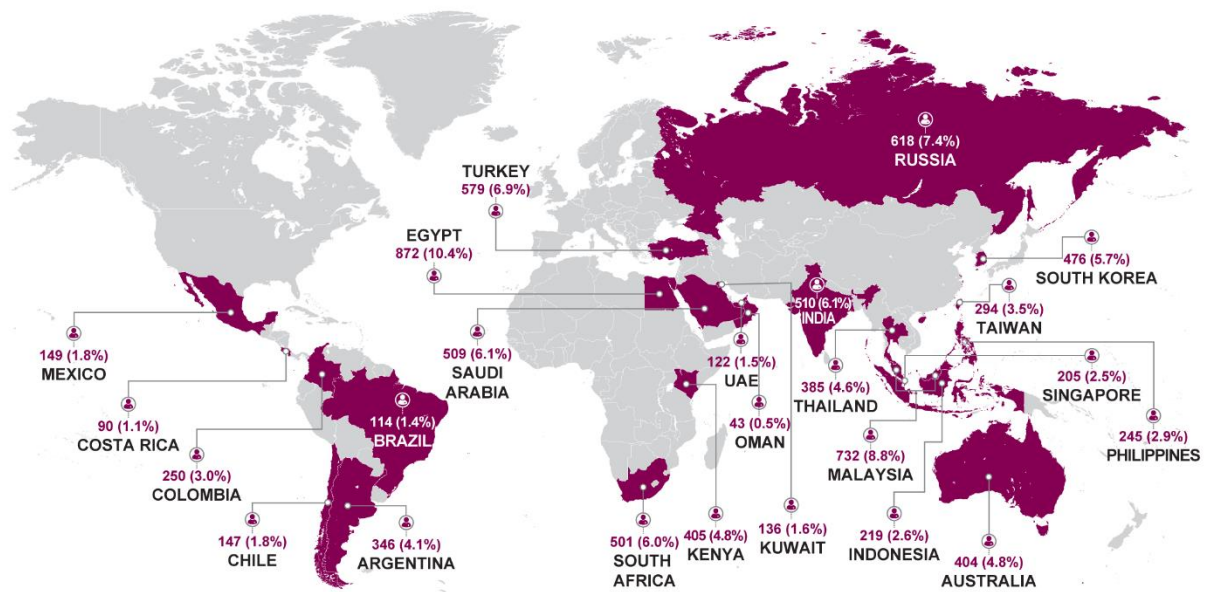 618 (7.4%)
RUSSIA
TURKEY
579 (6.9%)
EGYPT
872 (10.4%)
476 (5.7%)
SOUTH KOREA
510 (6.1%)
INDIA
294 (3.5%)
TAIWAN
149 (1.8%)
MEXICO
509 (6.1%)
SAUDI
ARABIA
122 (1.5%)
UAE
385 (4.6%)
THAILAND
205 (2.5%)
SINGAPORE
90 (1.1%)
COSTA RICA
114 (1.4%)
BRAZIL
43 (0.5%)
OMAN
245 (2.9%)
PHILIPPINES
250 (3.0%)
COLOMBIA
732 (8.8%)
MALAYSIA
147 (1.8%)
CHILE
346 (4.1%)
ARGENTINA
501 (6.0%)
SOUTH
AFRICA
405 (4.8%)
KENYA
136 (1.6%)
KUWAIT
219 (2.6%)
INDONESIA
404 (4.8%)
AUSTRALIA